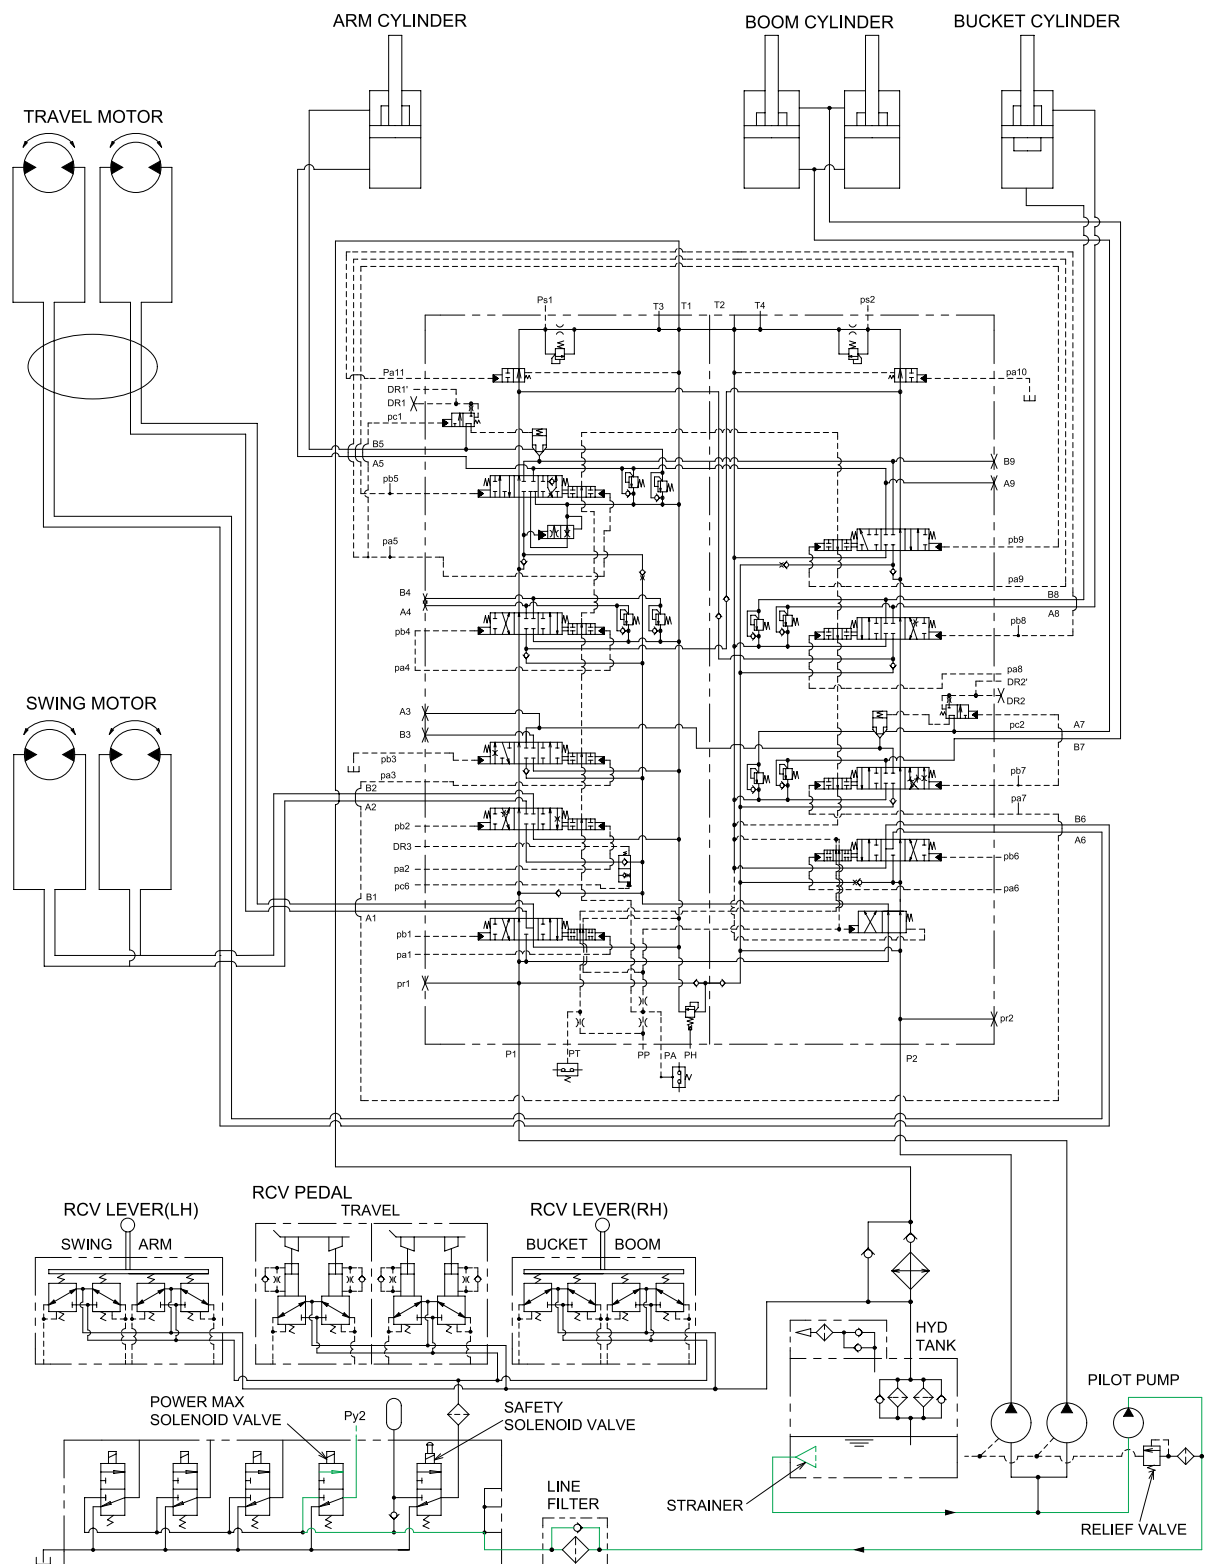 ARM CYLINDER
BOOM CYLINDER
BUCKET CYLINDER
TRAVEL MOTOR
Ps1
T3
T1
T2
T4
ps2
Pa11
pa10
DR1'
DR1
pc1
B5
A5
B9
A9
pb5
pa5
pb9
pa9
B4
A4
B8
A8
pb4
pb8
pa4
pa8
DR2'
DR2
SWING MOTOR
A3
B3
pc2
A7
B7
pb3
pa3
pb7
B2
A2
pa7
pb2
B6
A6
DR3
pb6
pa2
pc6
pa6
B1
A1
pb1
pa1
pr1
pr2
P1
PT
PP
PA
PH
P2
RCV LEVER(LH)
RCV PEDAL
TRAVEL
RCV LEVER(RH)
SWING
ARM
BUCKET
BOOM
HYD
TANK
PILOT PUMP
POWER MAX
SOLENOID VALVE
Py2
SAFETY
SOLENOID VALVE
LINE
FILTER
STRAINER
RELIEF VALVE